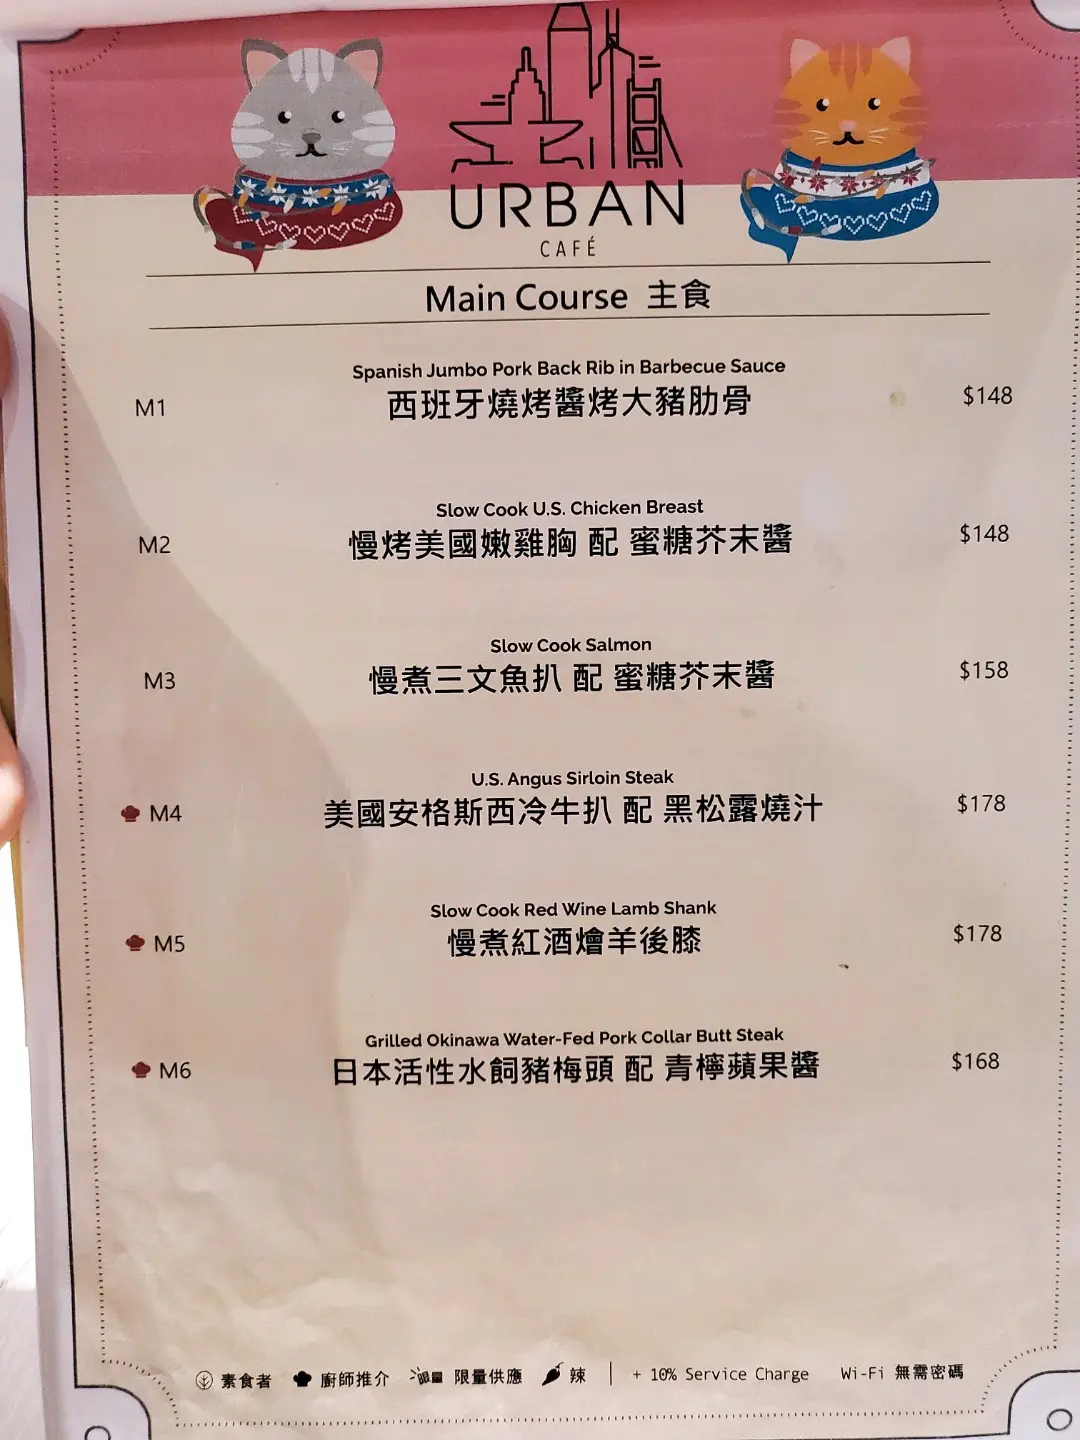 URBAN
CAFÉ
Main Course 主食
Spanish Jumbo Pork Back Rib in Barbecue Sauce
M1 西班牙燒烤醬烤大豬肋骨 $148
Slow Cook U.S. Chicken Breast
M2 慢烤美國嫩雞胸 配 蜜糖芥末醬 $148
Slow Cook Salmon
M3 慢煮三文魚扒 配 蜜糖芥末醬 $158
U.S. Angus Sirloin Steak
M4 美國安格斯西冷牛扒 配 黑松露燒汁 $178
Slow Cook Red Wine Lamb Shank
M5 慢煮紅酒燴羊後膝 $178
Grilled Okinawa Water-Fed Pork Collar Butt Steak
M6 日本活性水飼豬梅頭 配 青檸蘋果醬 $168
素食者 廚師推介 限量 限量供應 辣 | + 10% Service Charge Wi-Fi 無需密碼